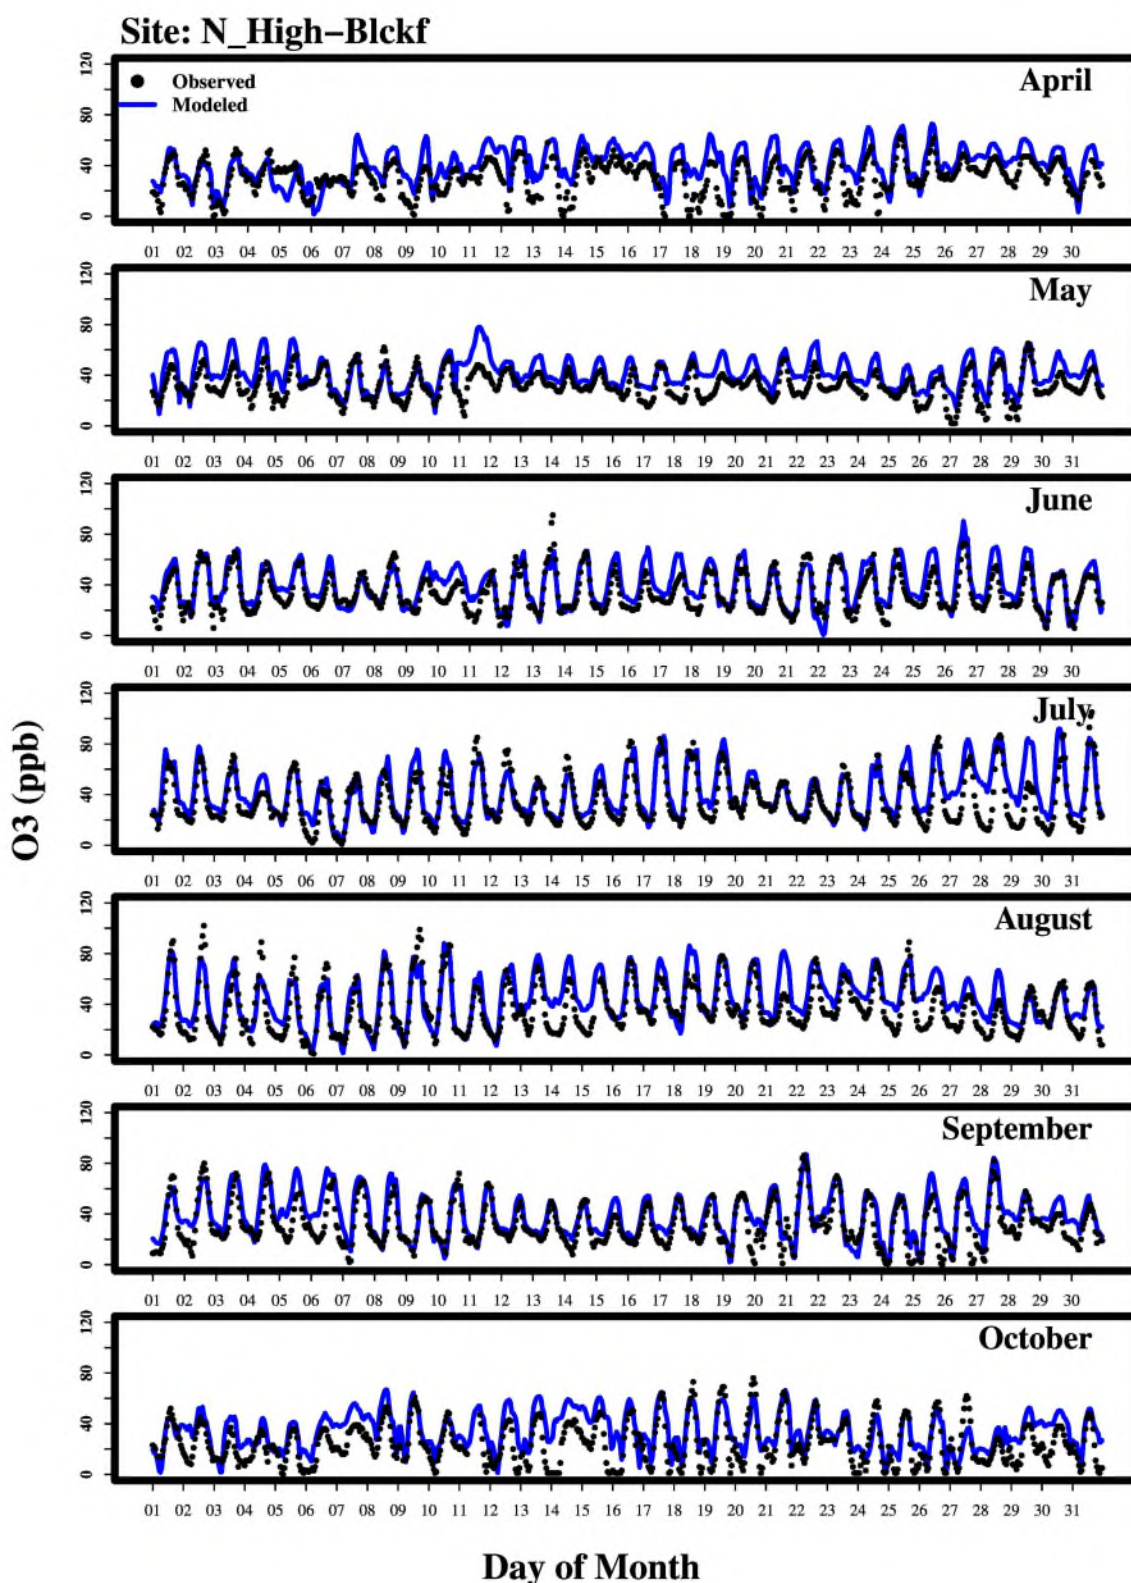 Site: N_High−Blckf
Observed
Modeled
April
0 40 80 120
01 02 03 04 05 06 07 08 09 10 11 12 13 14 15 16 17 18 19 20 21 22 23 24 25 26 27 28 29 30
May
0 40 80 120
01 02 03 04 05 06 07 08 09 10 11 12 13 14 15 16 17 18 19 20 21 22 23 24 25 26 27 28 29 30 31
June
0 40 80 120
01 02 03 04 05 06 07 08 09 10 11 12 13 14 15 16 17 18 19 20 21 22 23 24 25 26 27 28 29 30
July
0 40 80 120
01 02 03 04 05 06 07 08 09 10 11 12 13 14 15 16 17 18 19 20 21 22 23 24 25 26 27 28 29 30 31
August
0 40 80 120
01 02 03 04 05 06 07 08 09 10 11 12 13 14 15 16 17 18 19 20 21 22 23 24 25 26 27 28 29 30 31
September
0 40 80 120
01 02 03 04 05 06 07 08 09 10 11 12 13 14 15 16 17 18 19 20 21 22 23 24 25 26 27 28 29 30
October
0 40 80 120
01 02 03 04 05 06 07 08 09 10 11 12 13 14 15 16 17 18 19 20 21 22 23 24 25 26 27 28 29 30 31
O3 (ppb)
Day of Month